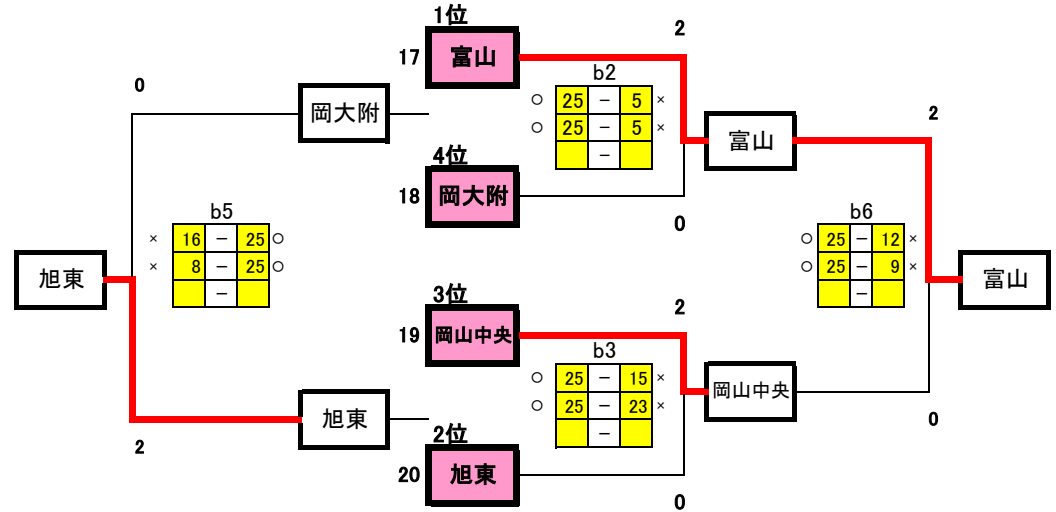 1位
2
17 富山
0
b2
岡大附
○ 25 － 5 ×
2
○ 25 － 5 ×
－
富山
4位
18 岡大附
b5
0
b6
× 16 － 25 ○
○ 25 － 12 ×
× 8 － 25 ○
○ 25 － 9 ×
旭東
－
－
富山
3位
2
19 岡山中央
b3
○ 25 － 15 ×
岡山中央
○ 25 － 23 ×
旭東
0
－
2
2位
20 旭東
0